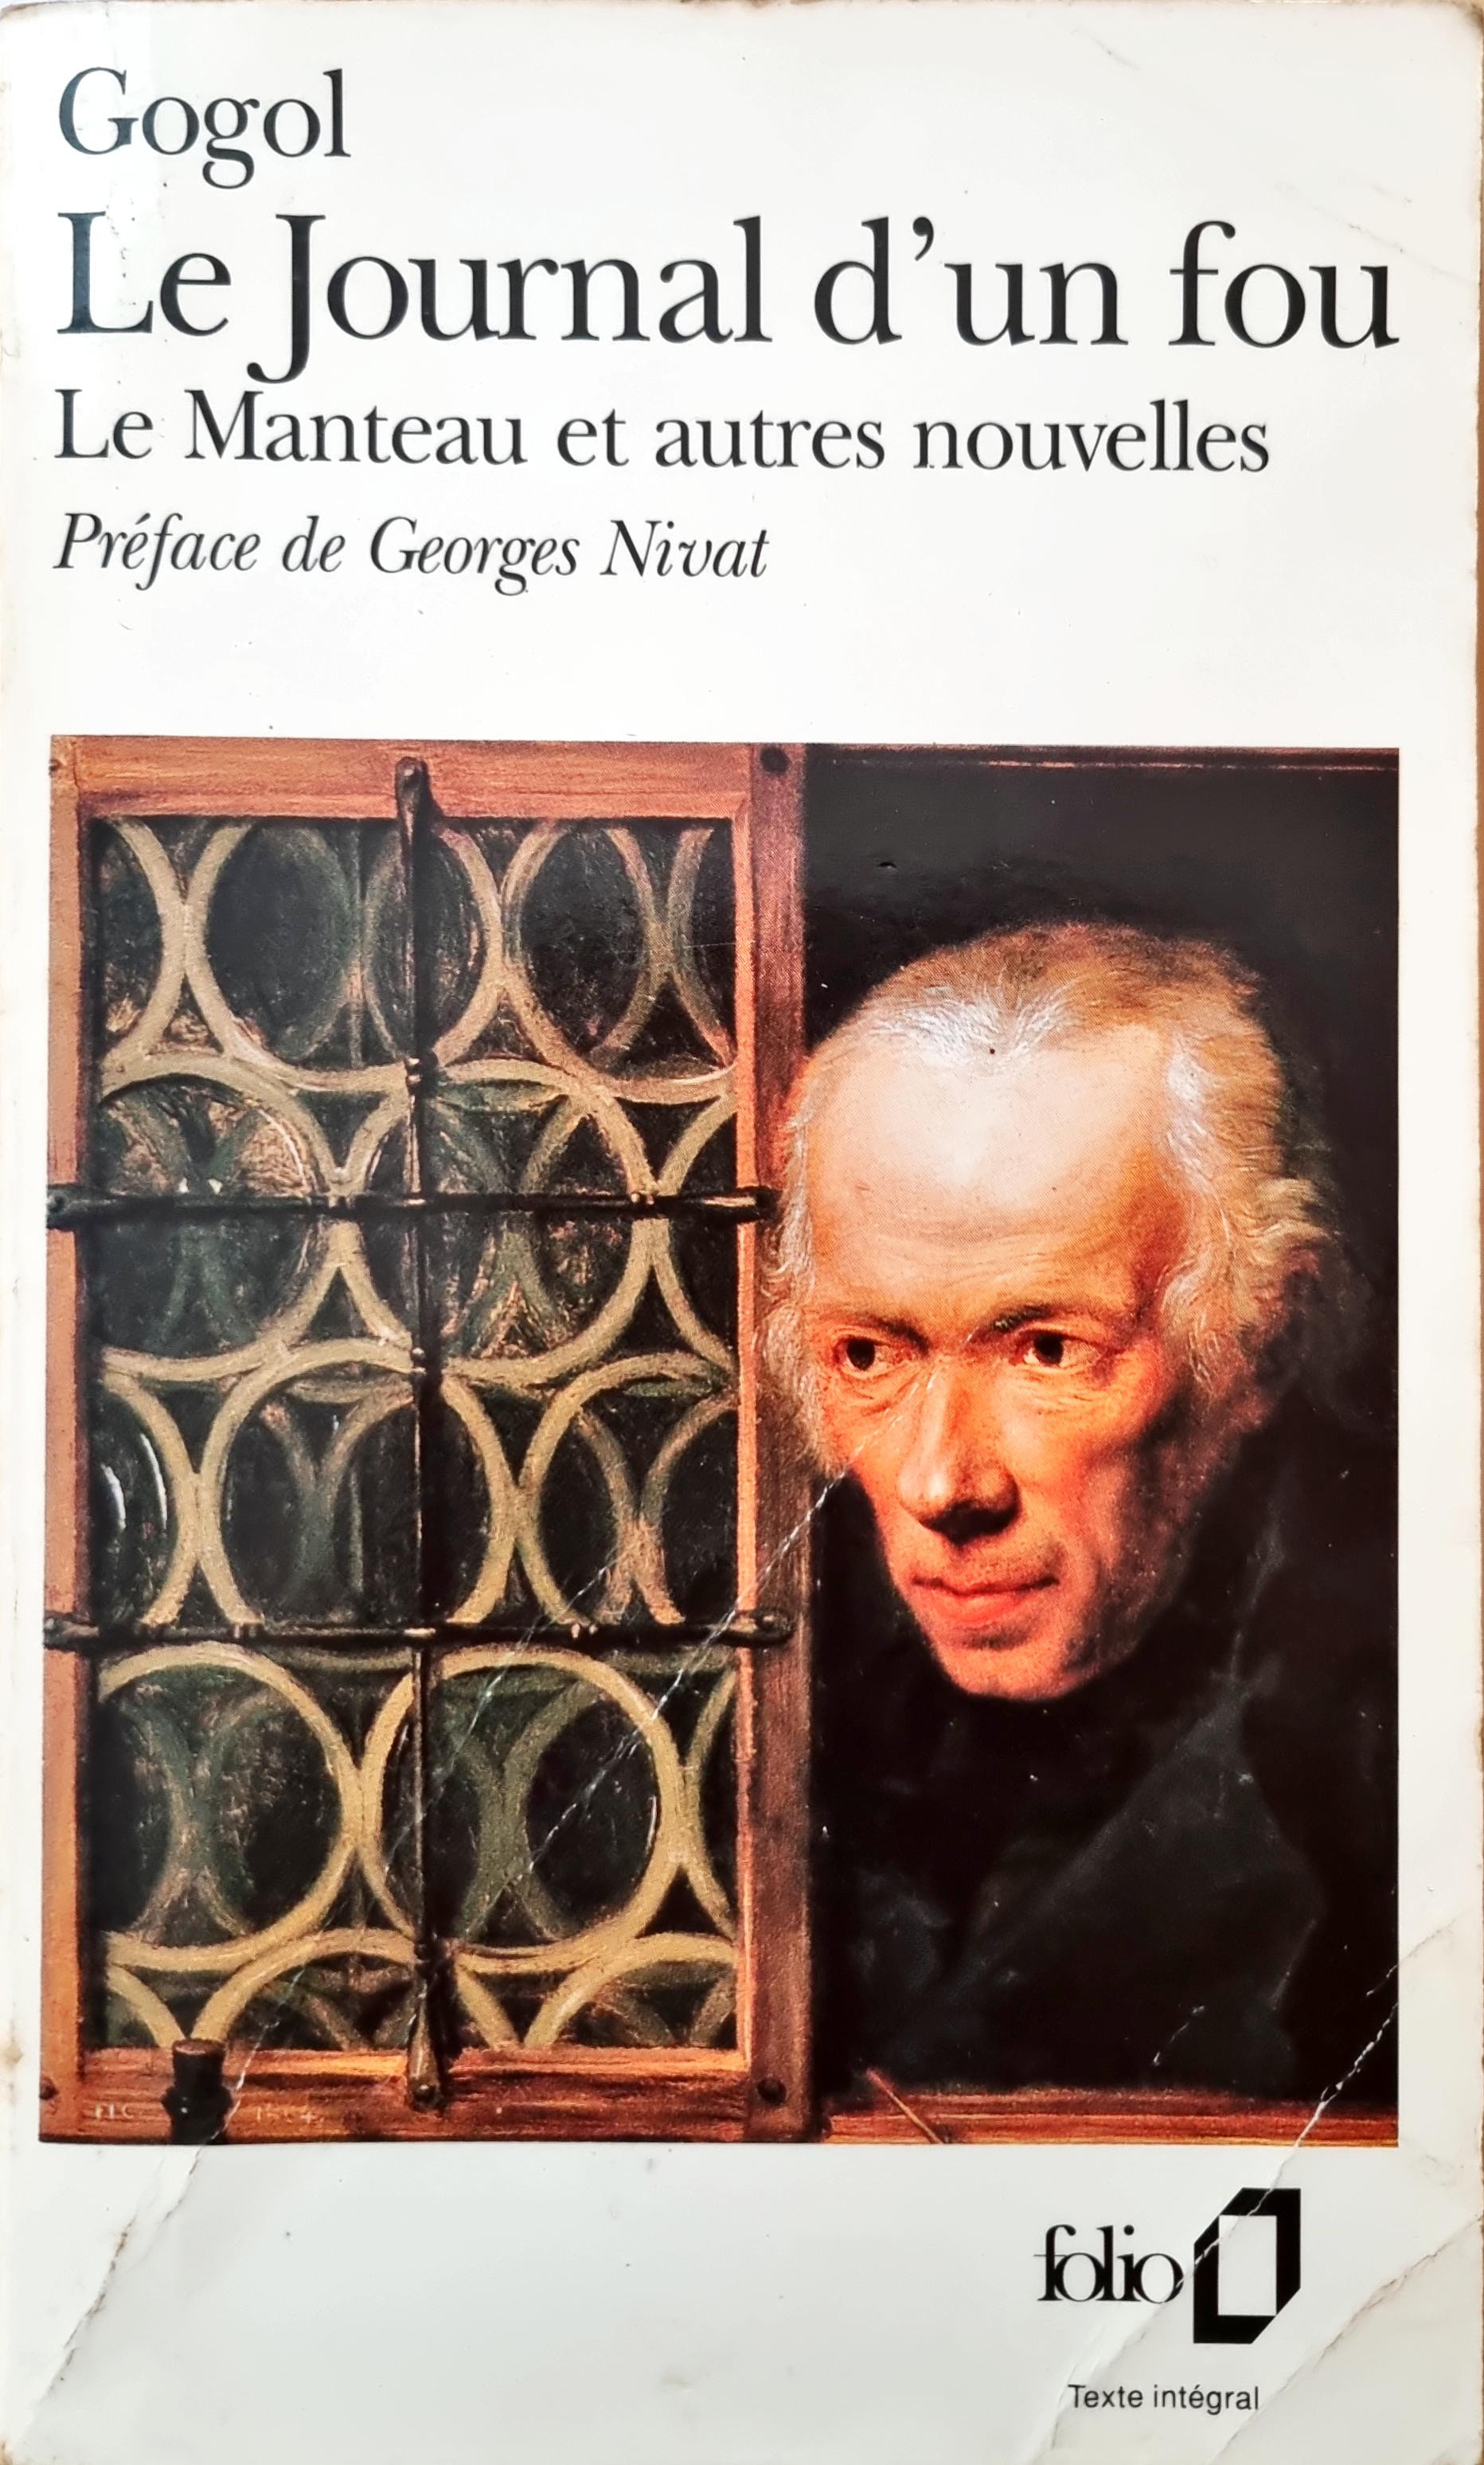 Gogol
Le Journal d'un fou
Le Manteau et autres nouvelles
Préface de Georges Nivat
folio
Texte intégral